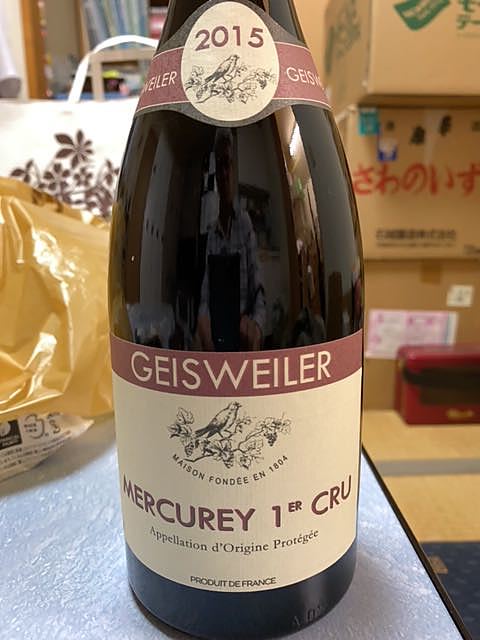 2015
GEISWEILER
GEISW
GEISWEILER
MAISON FONDÉE EN 1804
MERCUREY 1ER CRU
Appellation d'Origine Protégée
PRODUIT DE FRANCE
さわのいず